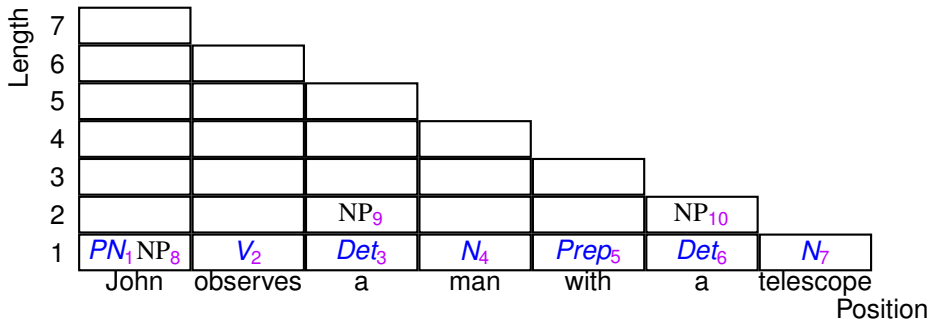 Length
7
6
5
4
3
2 NP9 NP10
1 PN1 NP8 V2 Det3 N4 Prep5 Det6 N7
John observes a man with a telescope
Position